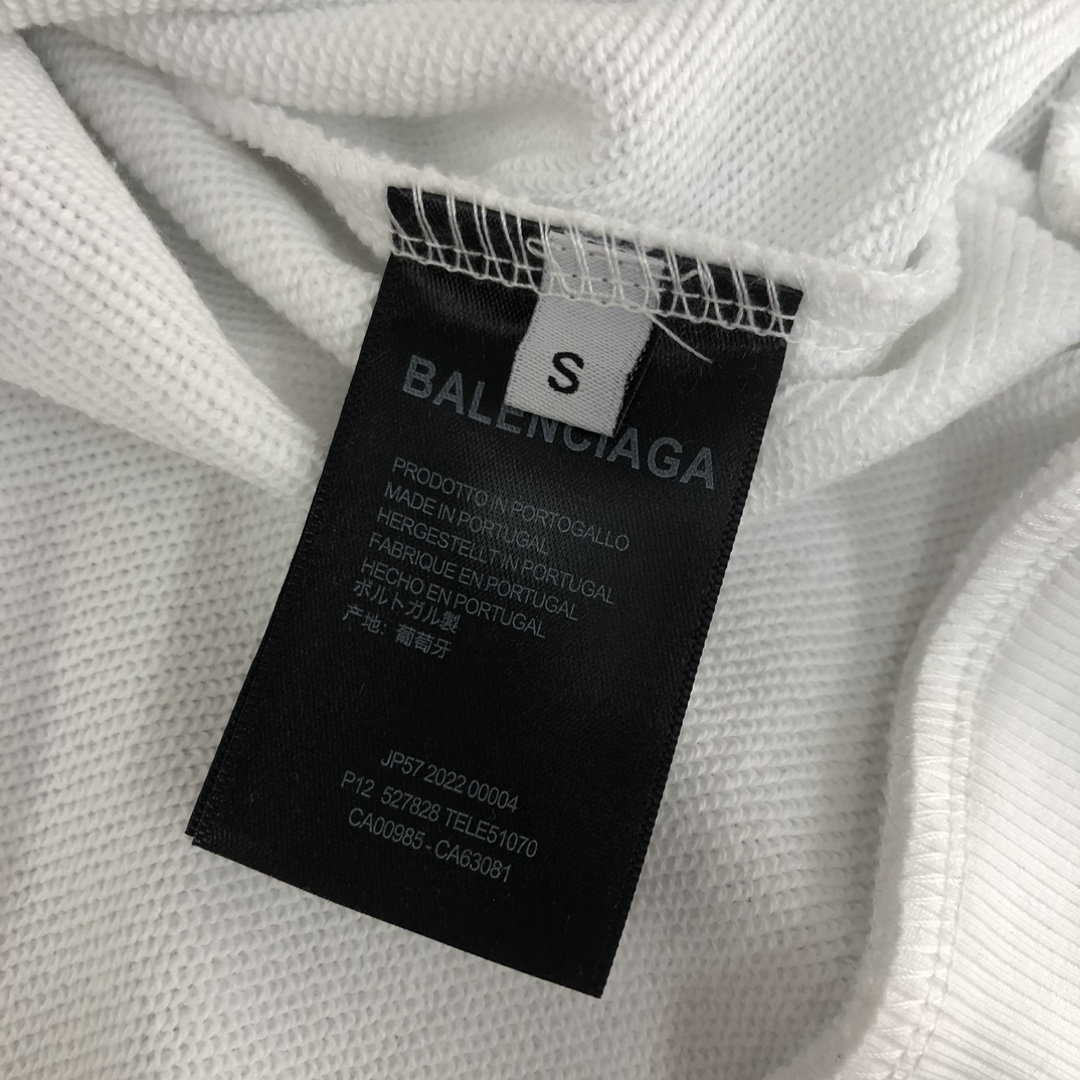 S
BALENCIAGA
PRODOTTO IN PORTOGALLO
MADE IN PORTUGAL
HERGESTELLT IN PORTUGAL
FABRIQUE EN PORTUGAL
HECHO EN PORTUGAL
ポルトガル製
产地: 葡萄牙
JP57 2022 00004
P12 527828 TELE51070
CA00985 - CA63081